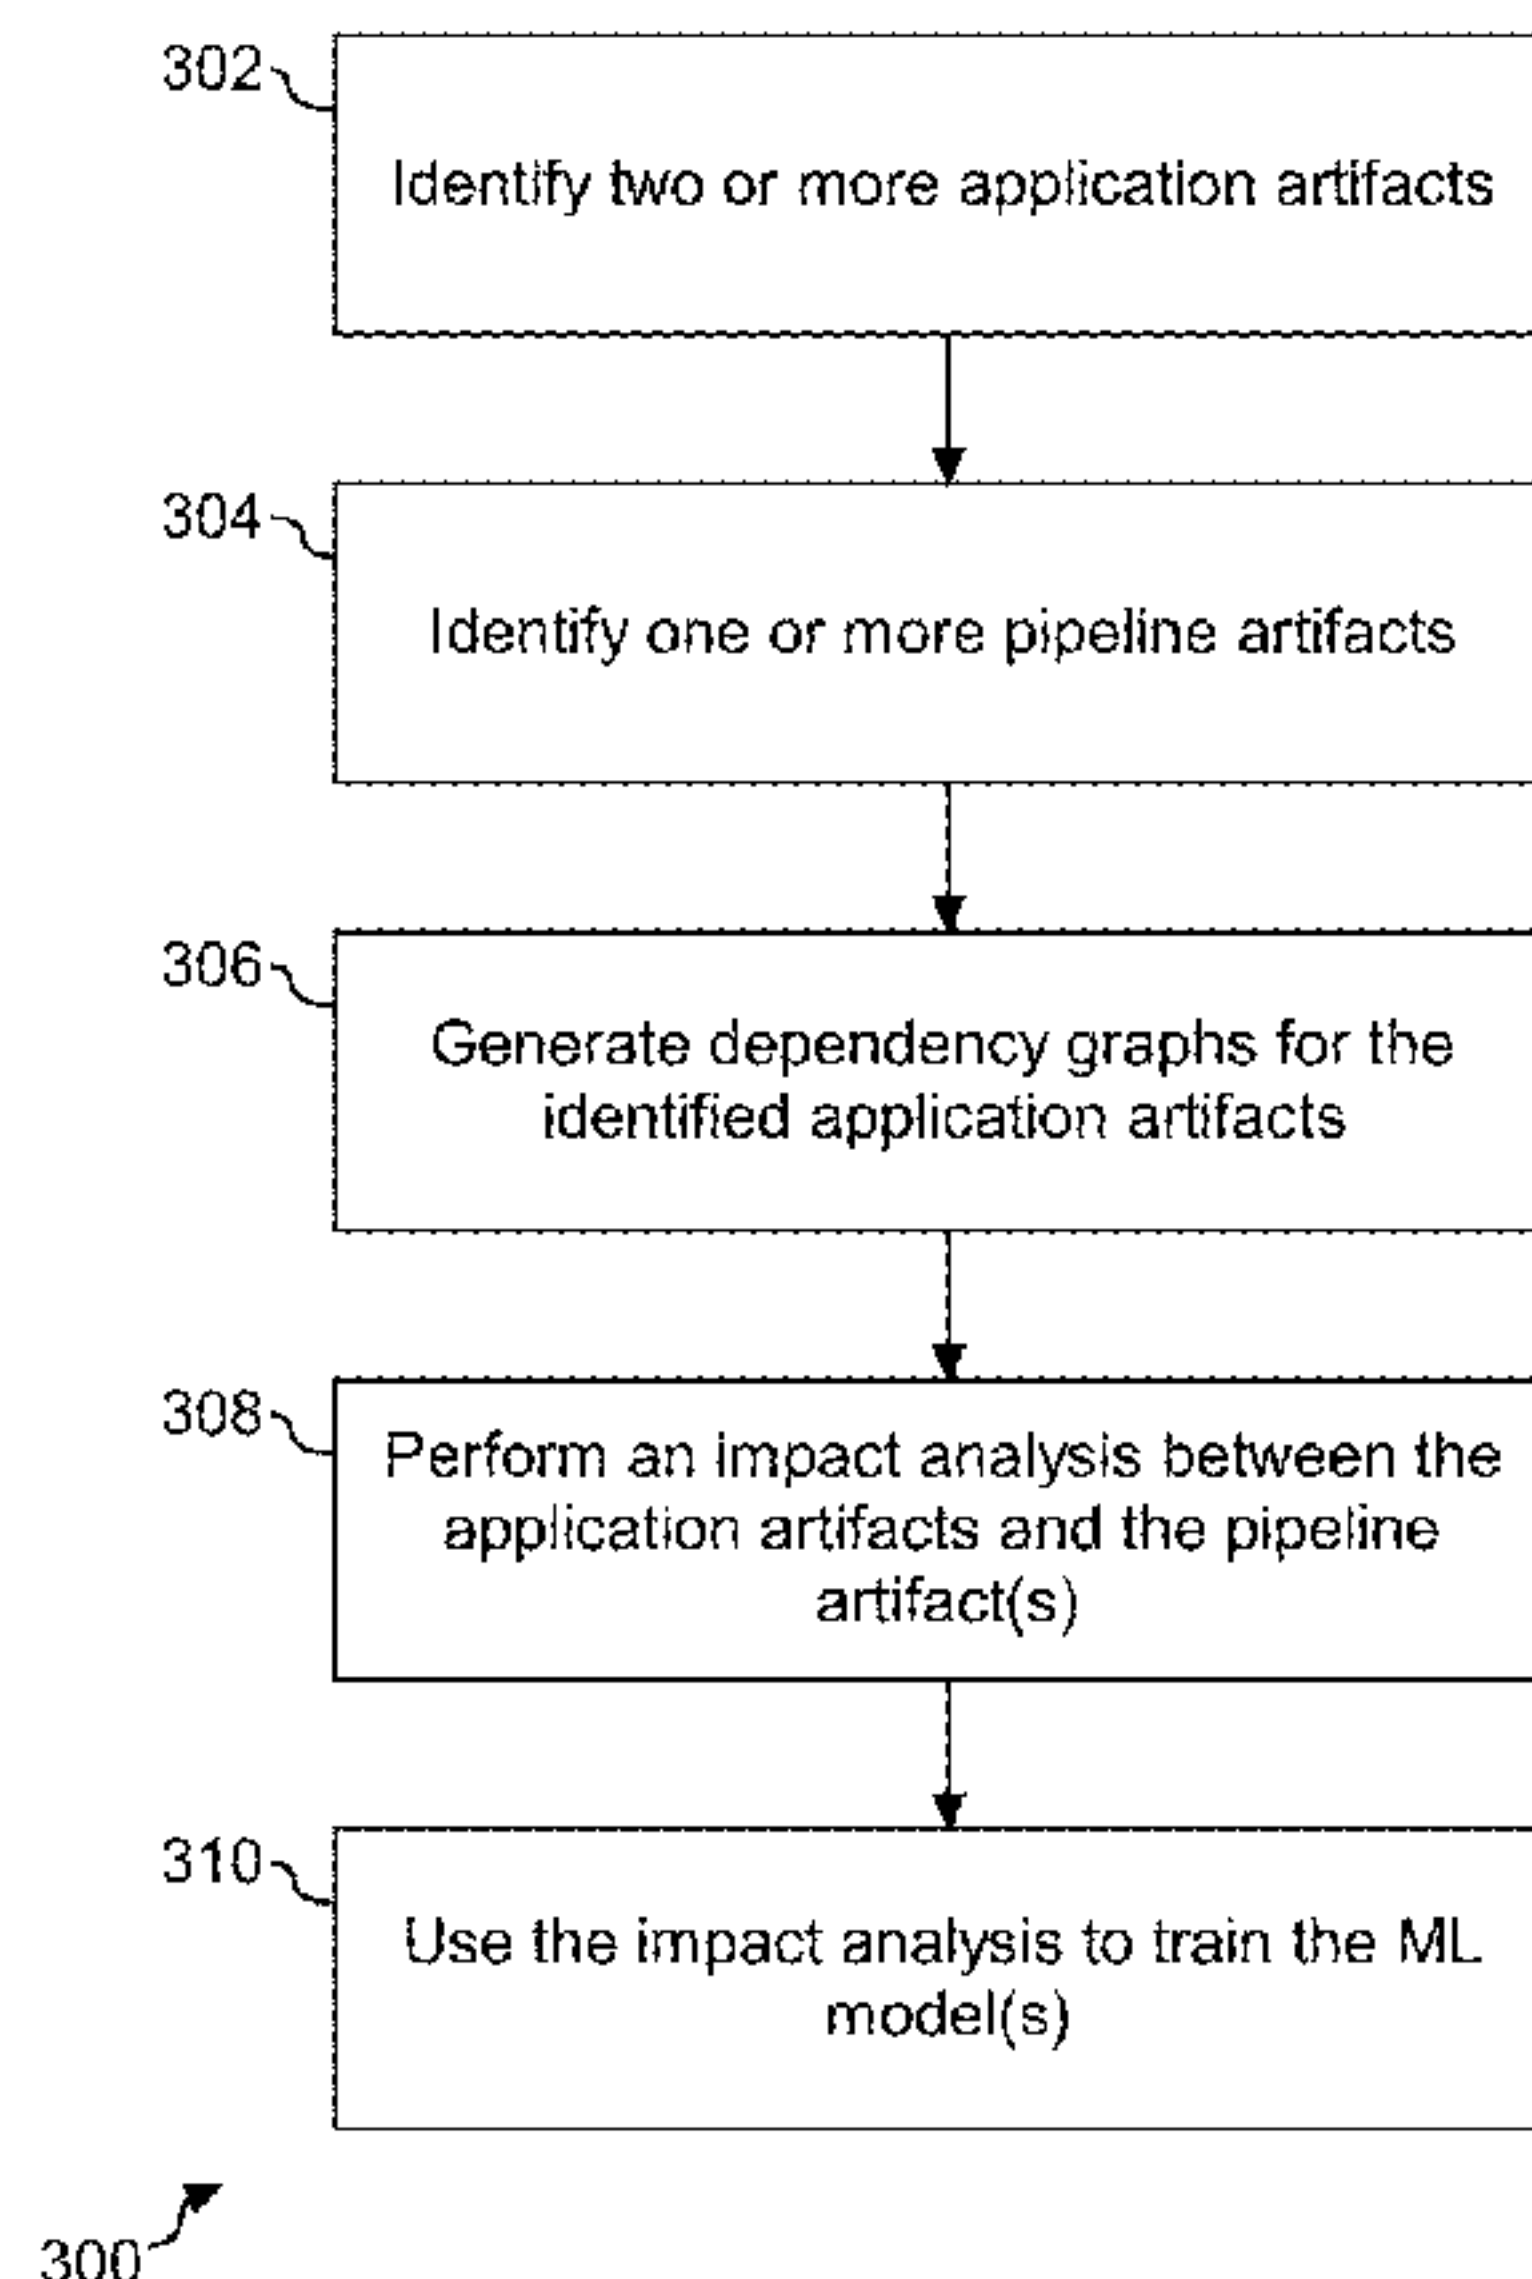 302
Identify two or more application artifacts
304
Identify one or more pipeline artifacts
306
Generate dependency graphs for the
identified application artifacts
308
Perform an impact analysis between the
application artifacts and the pipeline
artifact(s)
310
Use the impact analysis to train the ML
model(s)
300